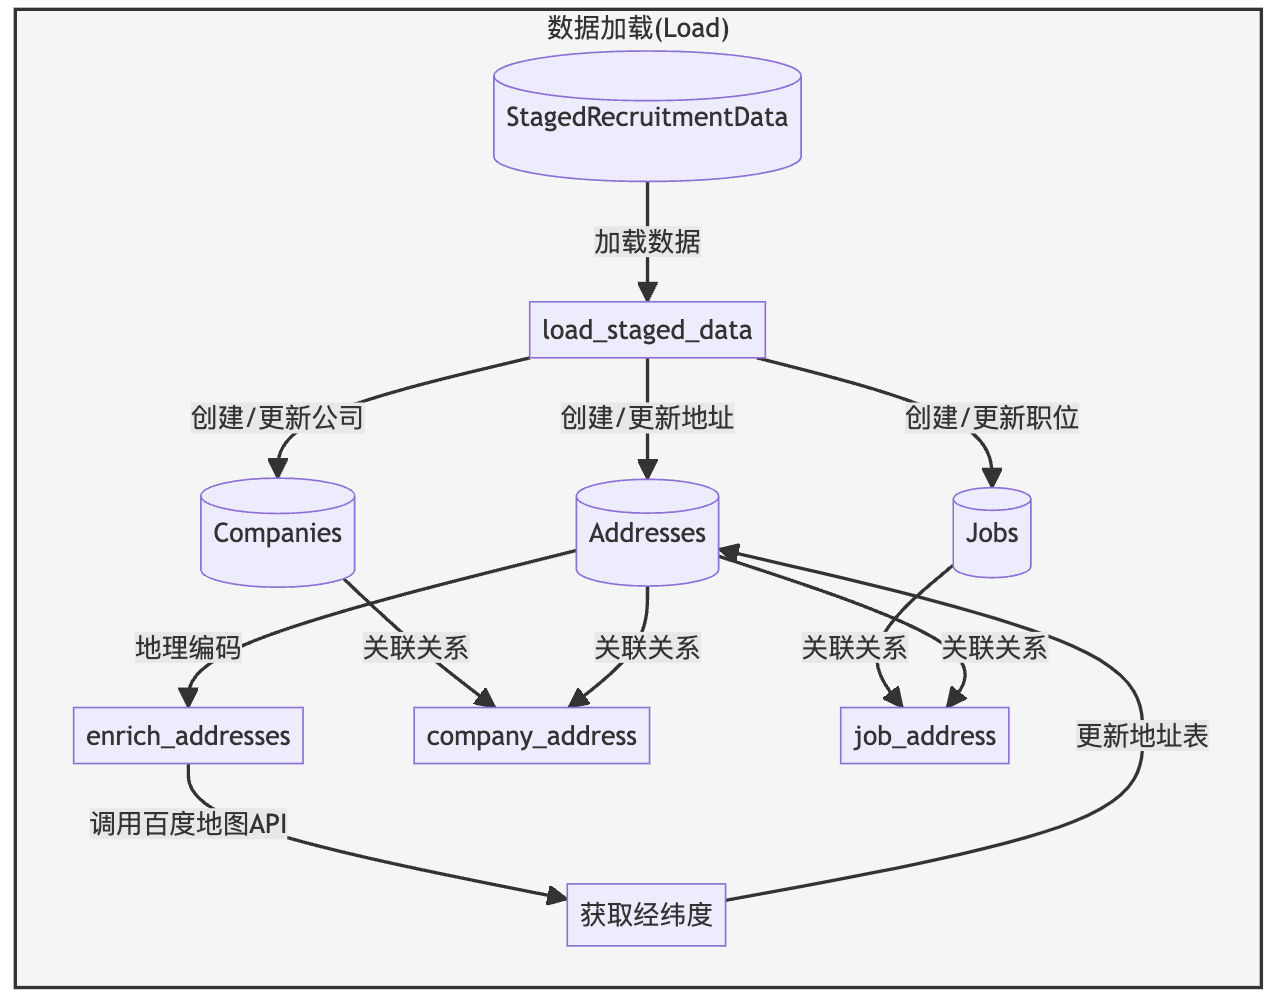 数据加载(Load)
StagedRecruitmentData
加载数据
load_staged_data
创建/更新公司
创建/更新地址
创建/更新职位
Companies
Addresses
Jobs
地理编码
关联关系
关联关系
关联关系
关联关系
enrich_addresses
company_address
job_address
更新地址表
调用百度地图API
获取经纬度